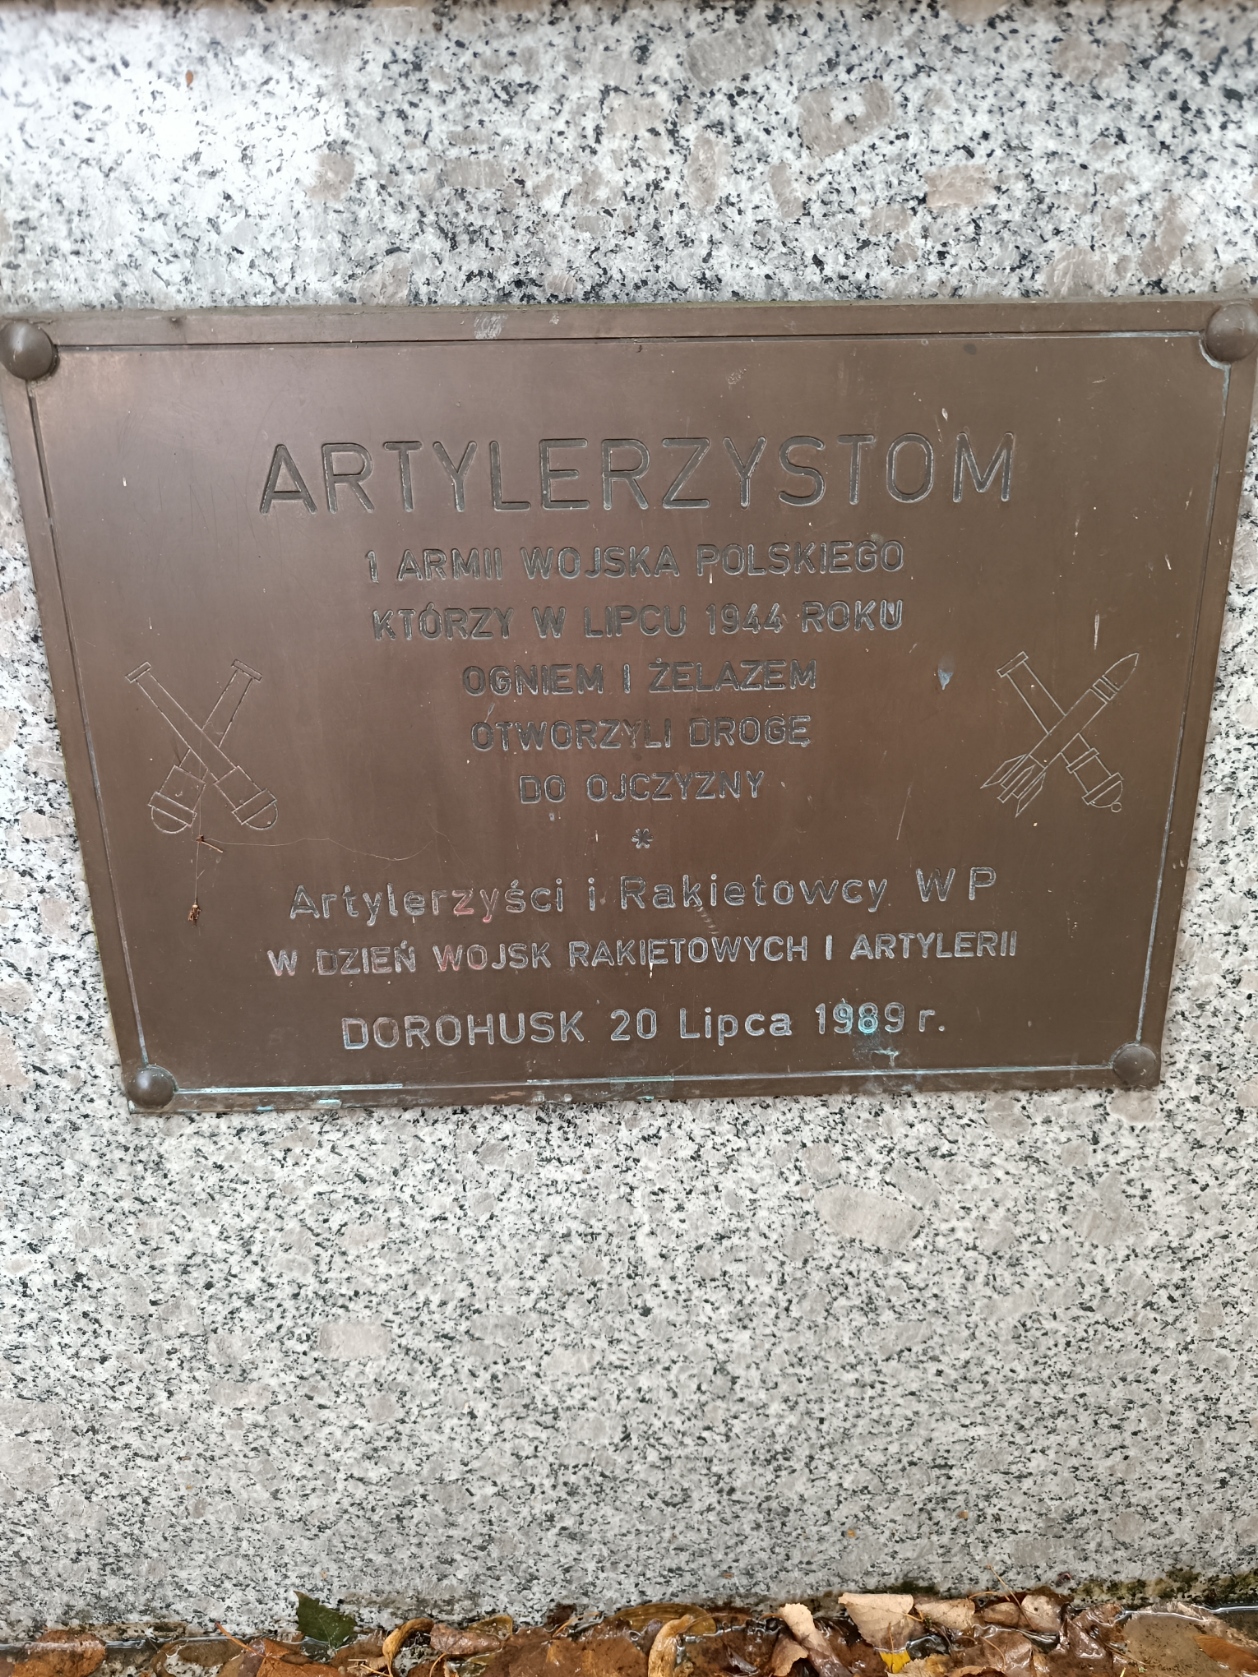 ARTYLERZYSTOM
1 ARMII WOJSKA POLSKIEGO
KTÓRZY W LIPCU 1944 ROKU
OGNIEM I ŻELAZEM
OTWORZYLI DROGĘ
DO OJCZYZNY
*
Artylerzyści i Rakietowcy WP
W DZIEŃ WOJSK RAKIETOWYCH I ARTYLERII
DOROHUSK 20 Lipca 1989 r.